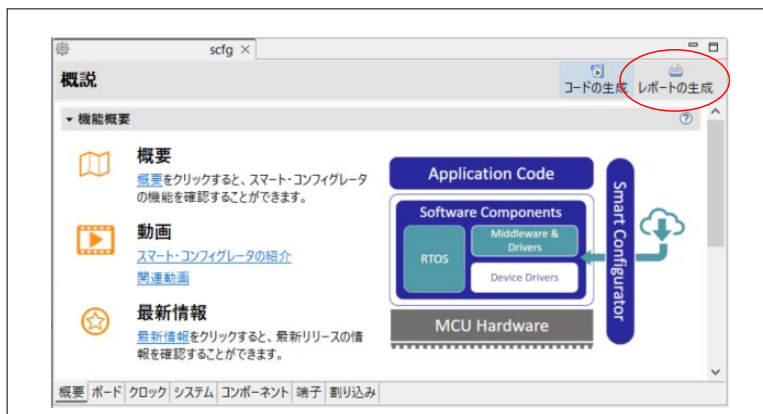 scfg
概説
コードの生成 レポートの生成
機能概要
概要
概要をクリックすると、スマート・コンフィグレータ
の機能を確認することができます。
動画
スマート・コンフィグレータの紹介
関連動画
最新情報
最新情報をクリックすると、最新リリースの情
報を確認することができます。
Application Code
Software Components
RTOS
Middleware &
Drivers
Device Drivers
MCU Hardware
Smart Configurator
概要 ボード クロック システム コンポーネント 端子 割り込み